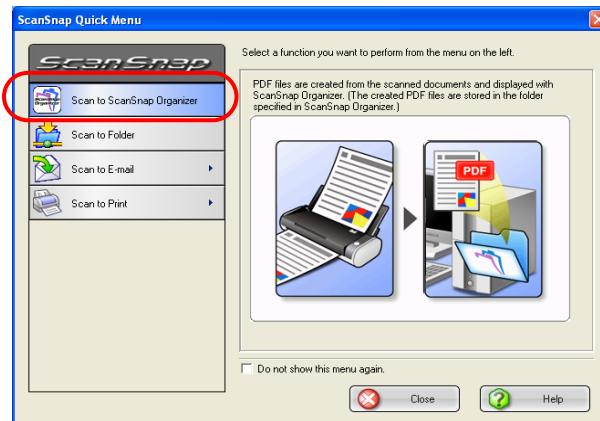 ScanSnap Quick Menu
ScanSnap
Scan to ScanSnap Organizer
Scan to Folder
Scan to E-mail
Scan to Print
Select a function you want to perform from the menu on the left.
PDF files are created from the scanned documents and displayed with
ScanSnap Organizer. (The created PDF files are stored in the folder
specified in ScanSnap Organizer.)
PDF
Do not show this menu again.
Close
Help